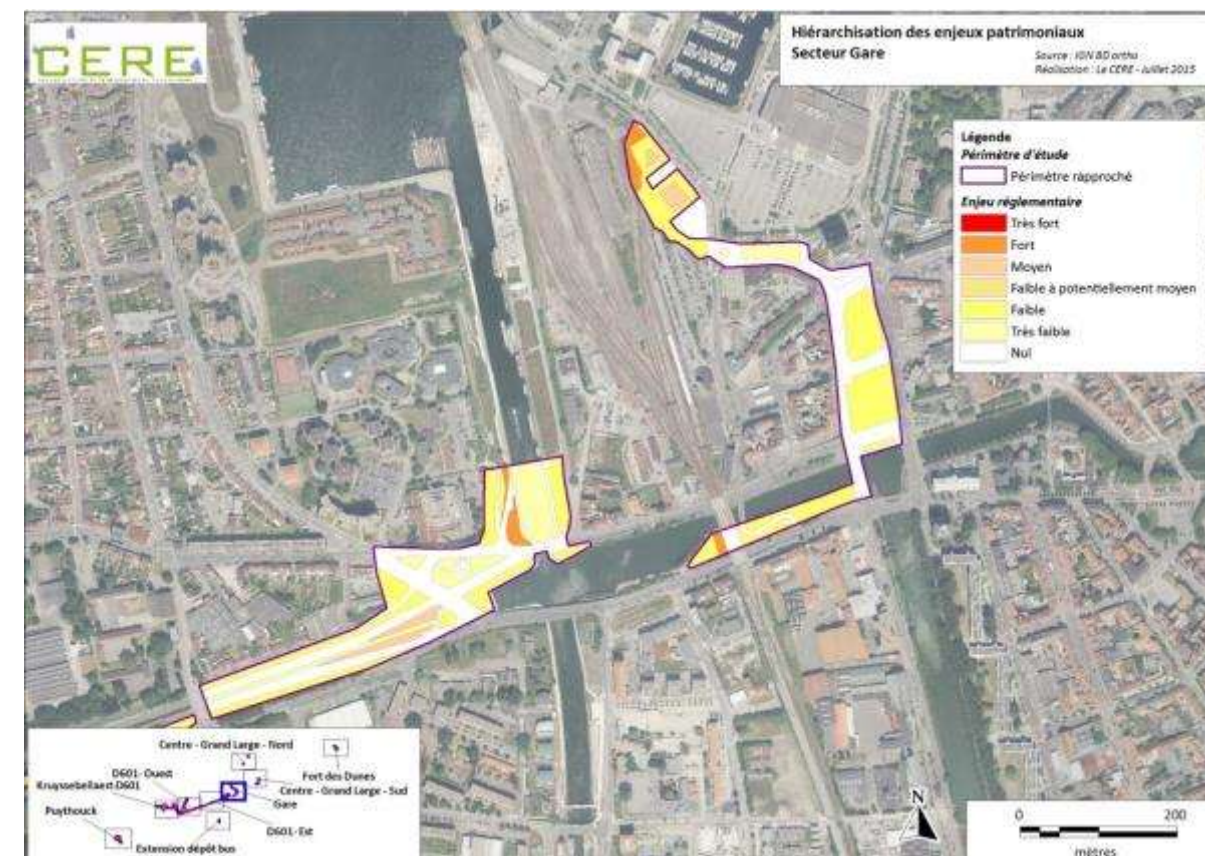 CERE
Hiérarchisation des enjeux patrimoniaux
Secteur Gare
Source : IGN BD ortho
Réalisation : Le CERE - Juillet 2015
Légende
Périmètre d'étude
Périmètre rapproché
Enjeu réglementaire
Très fort
Fort
Moyen
Faible à potentiellement moyen
Faible
Très faible
Nul
Centre - Grand Large - Nord
D601- Ouest
Fort des Dunes
Kruyssebellaert D601
Centre - Grand Large - Sud
Gare
Puythouck
D601- Est
Extension dépôt bus
N
0 200
mètres